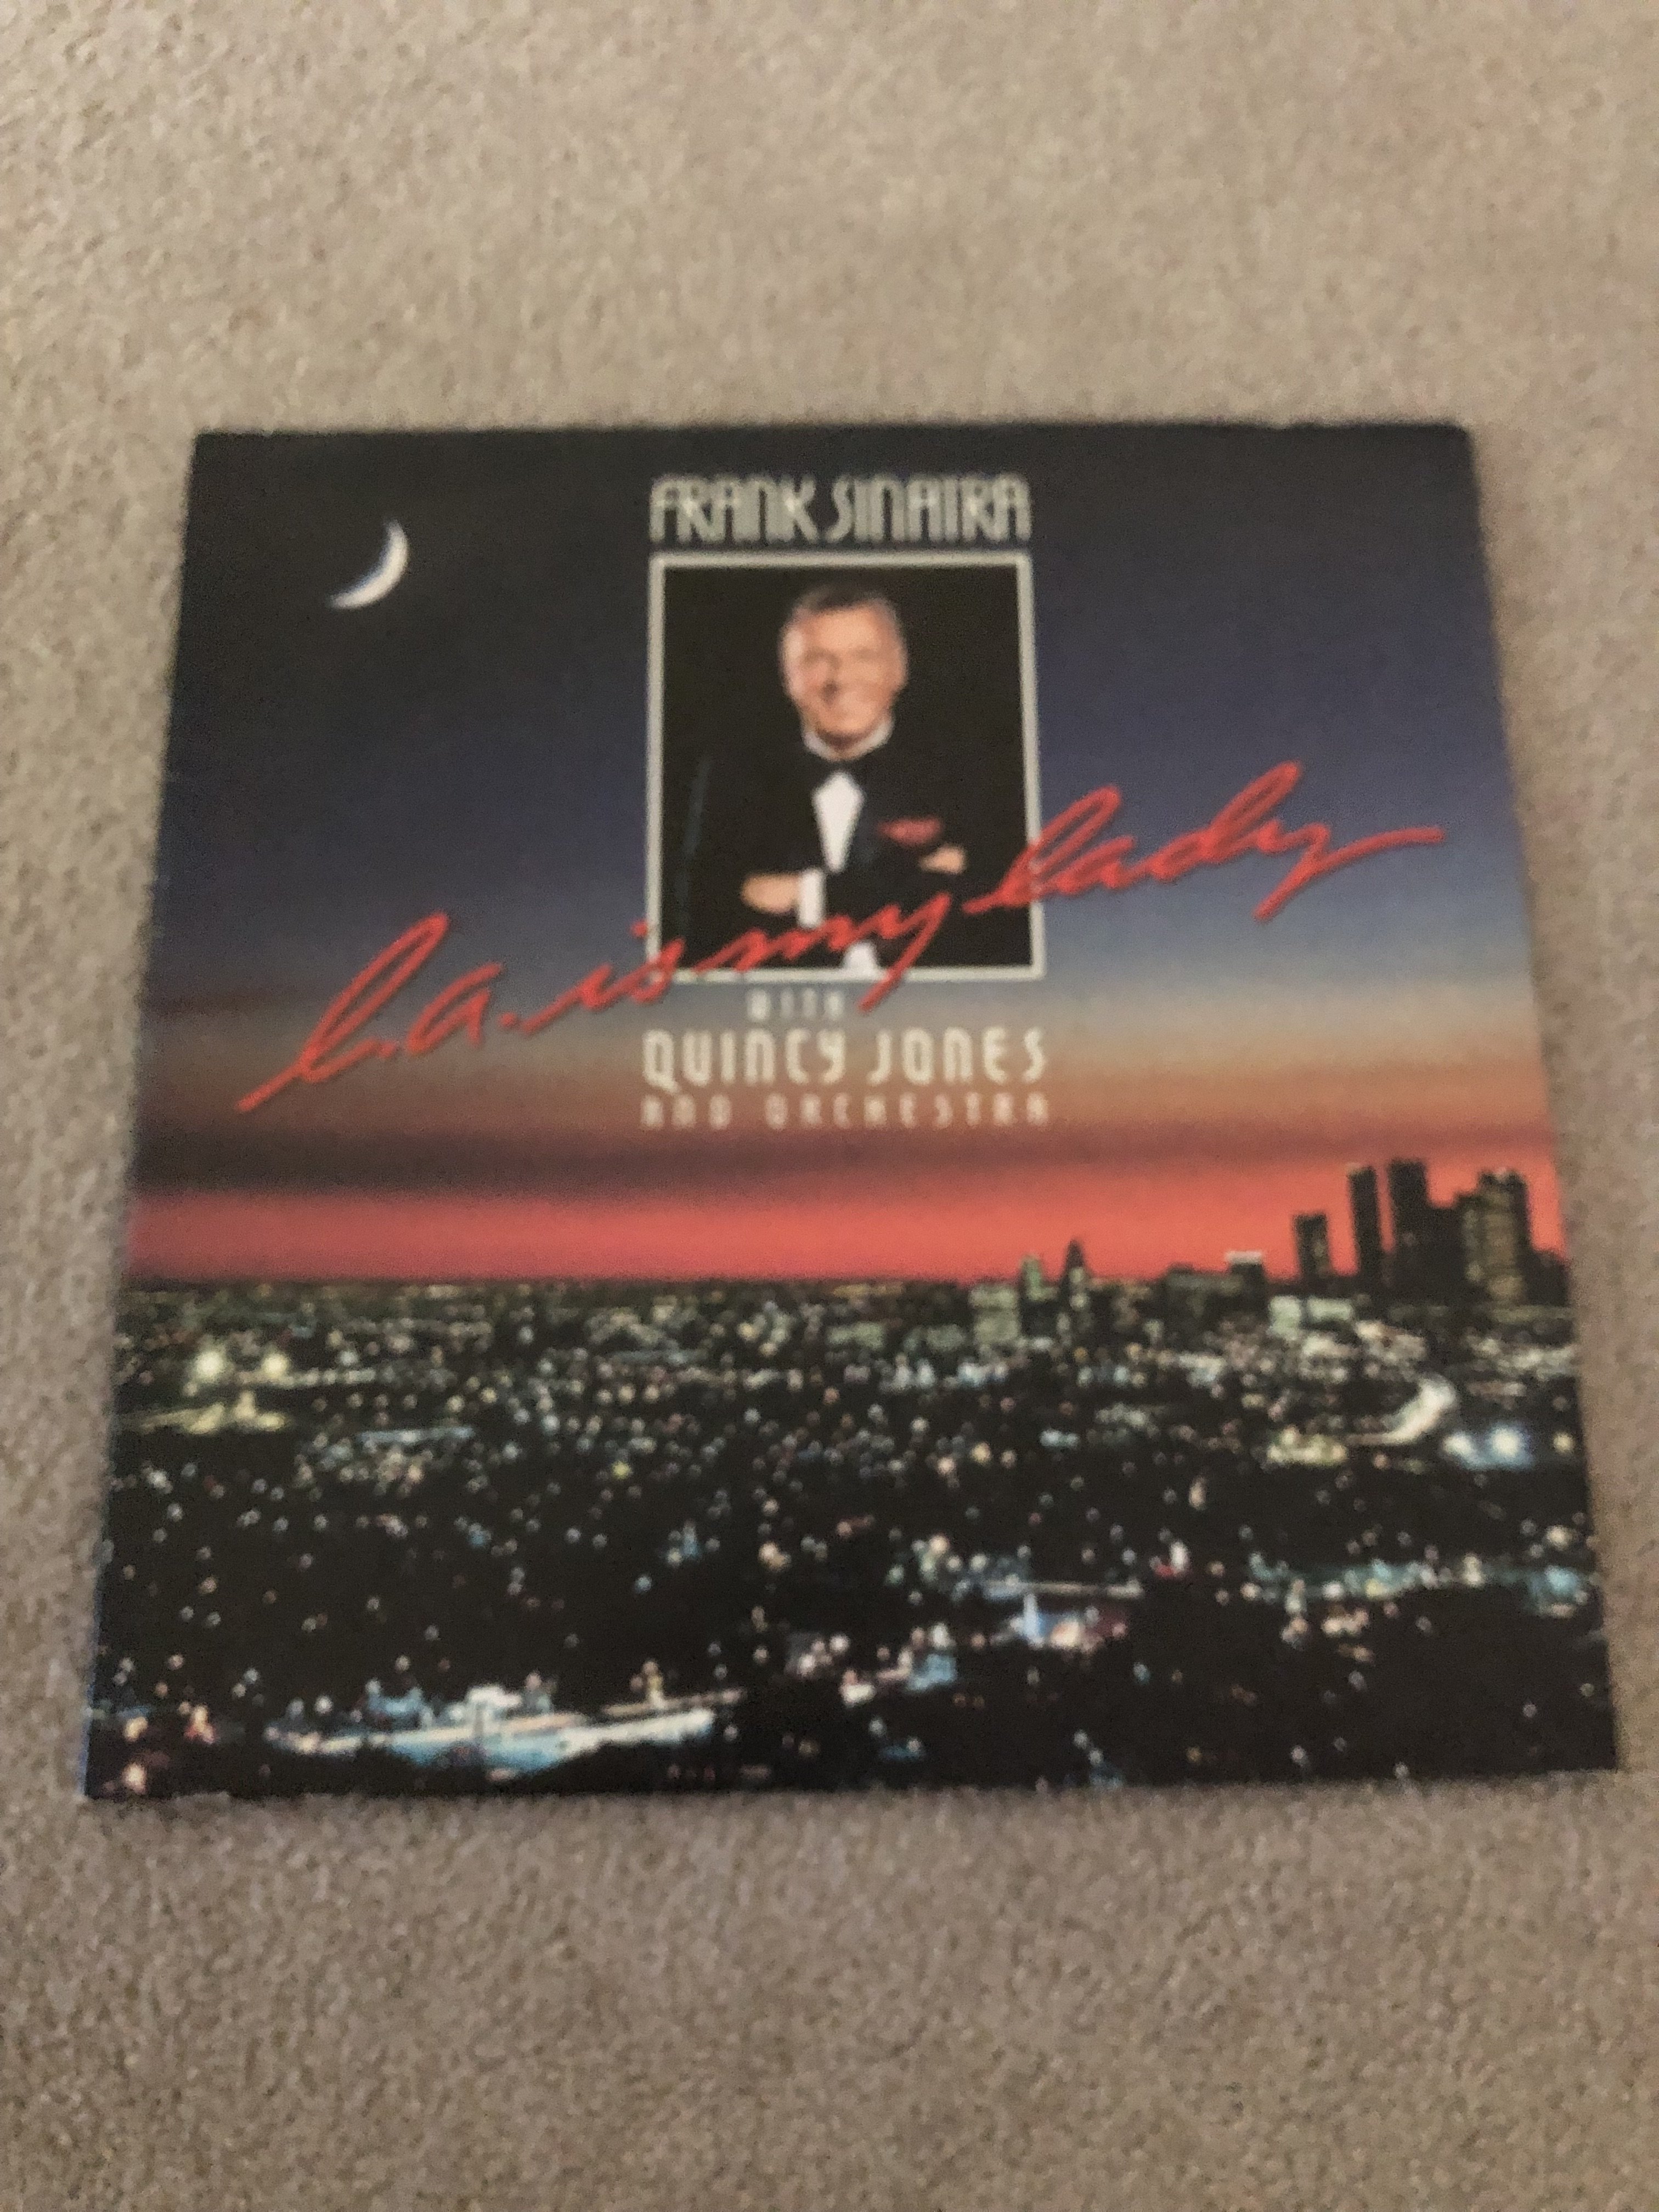 FRANK SINATRA
L.A. is my lady
WITH
QUINCY JONES
AND ORCHESTRA